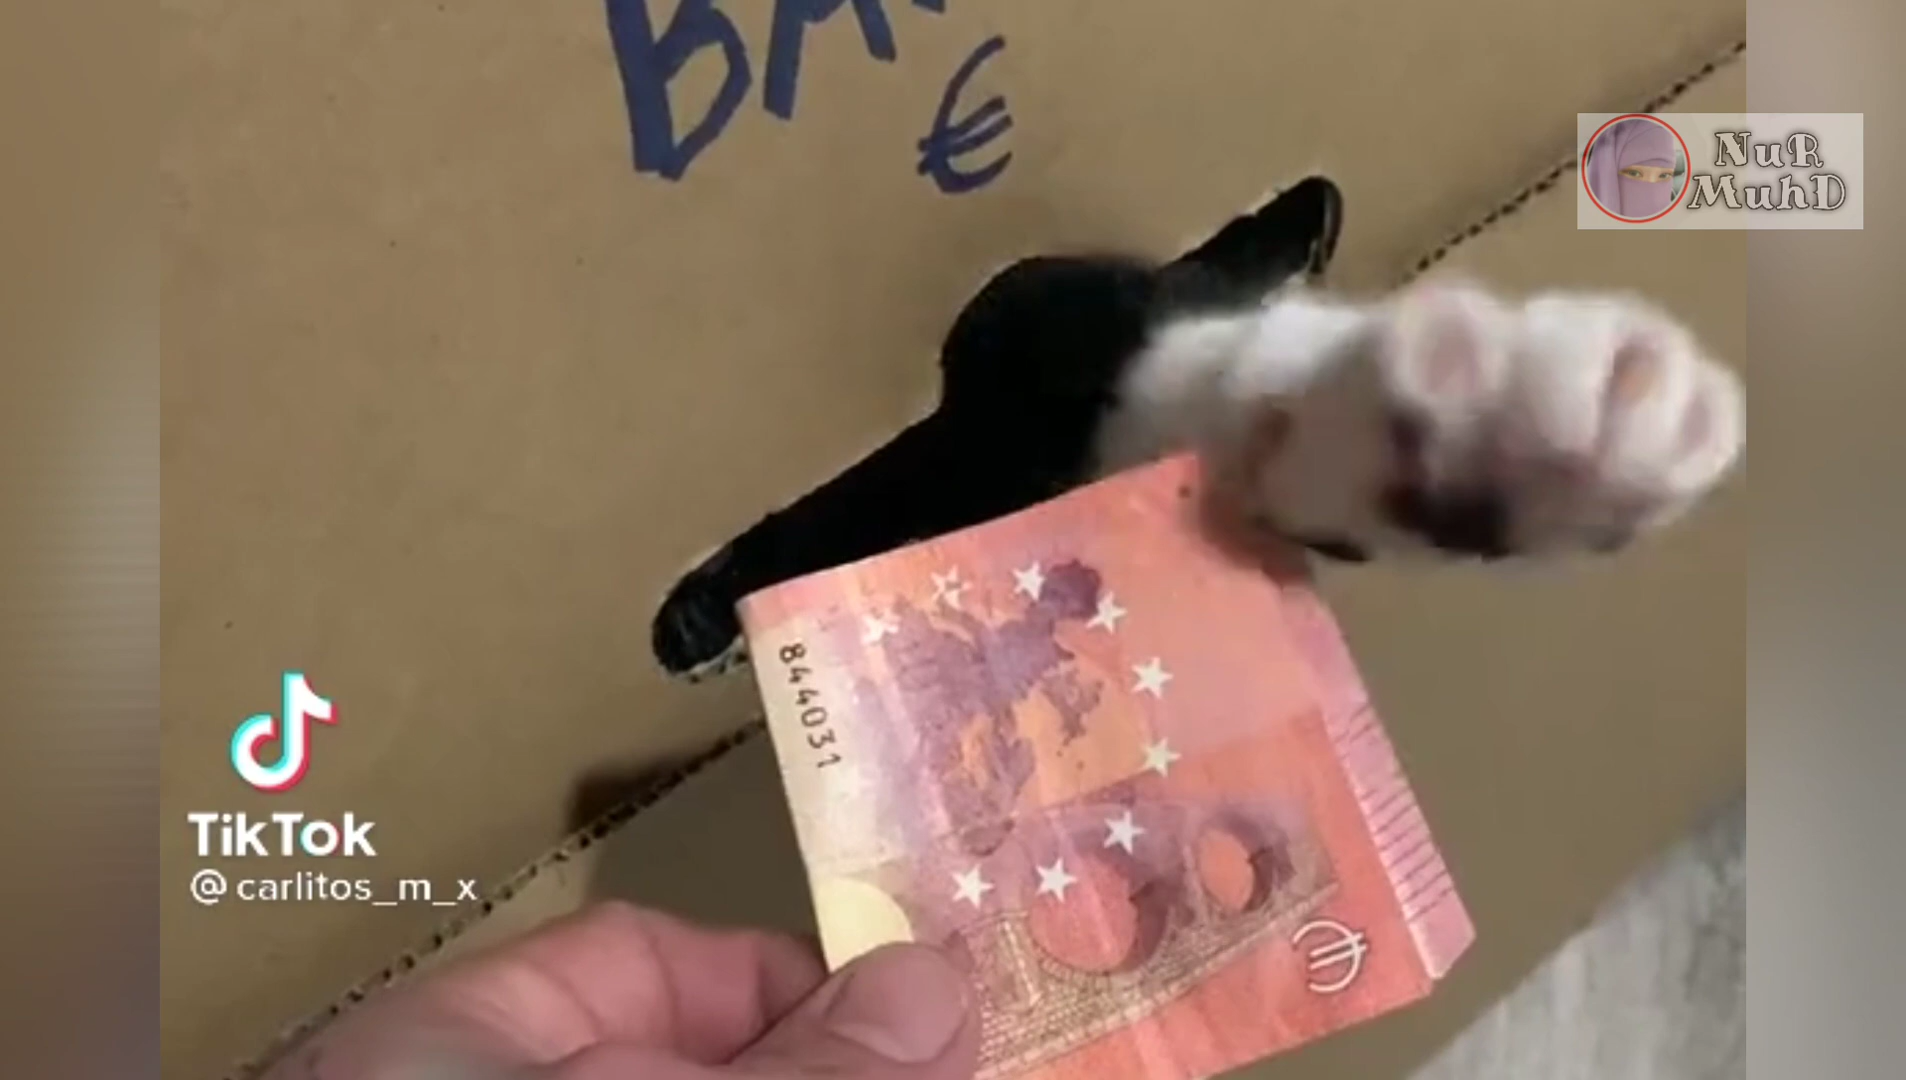 €
NuR
MuhD
844031
TikTok
@carlitos_m_x
€